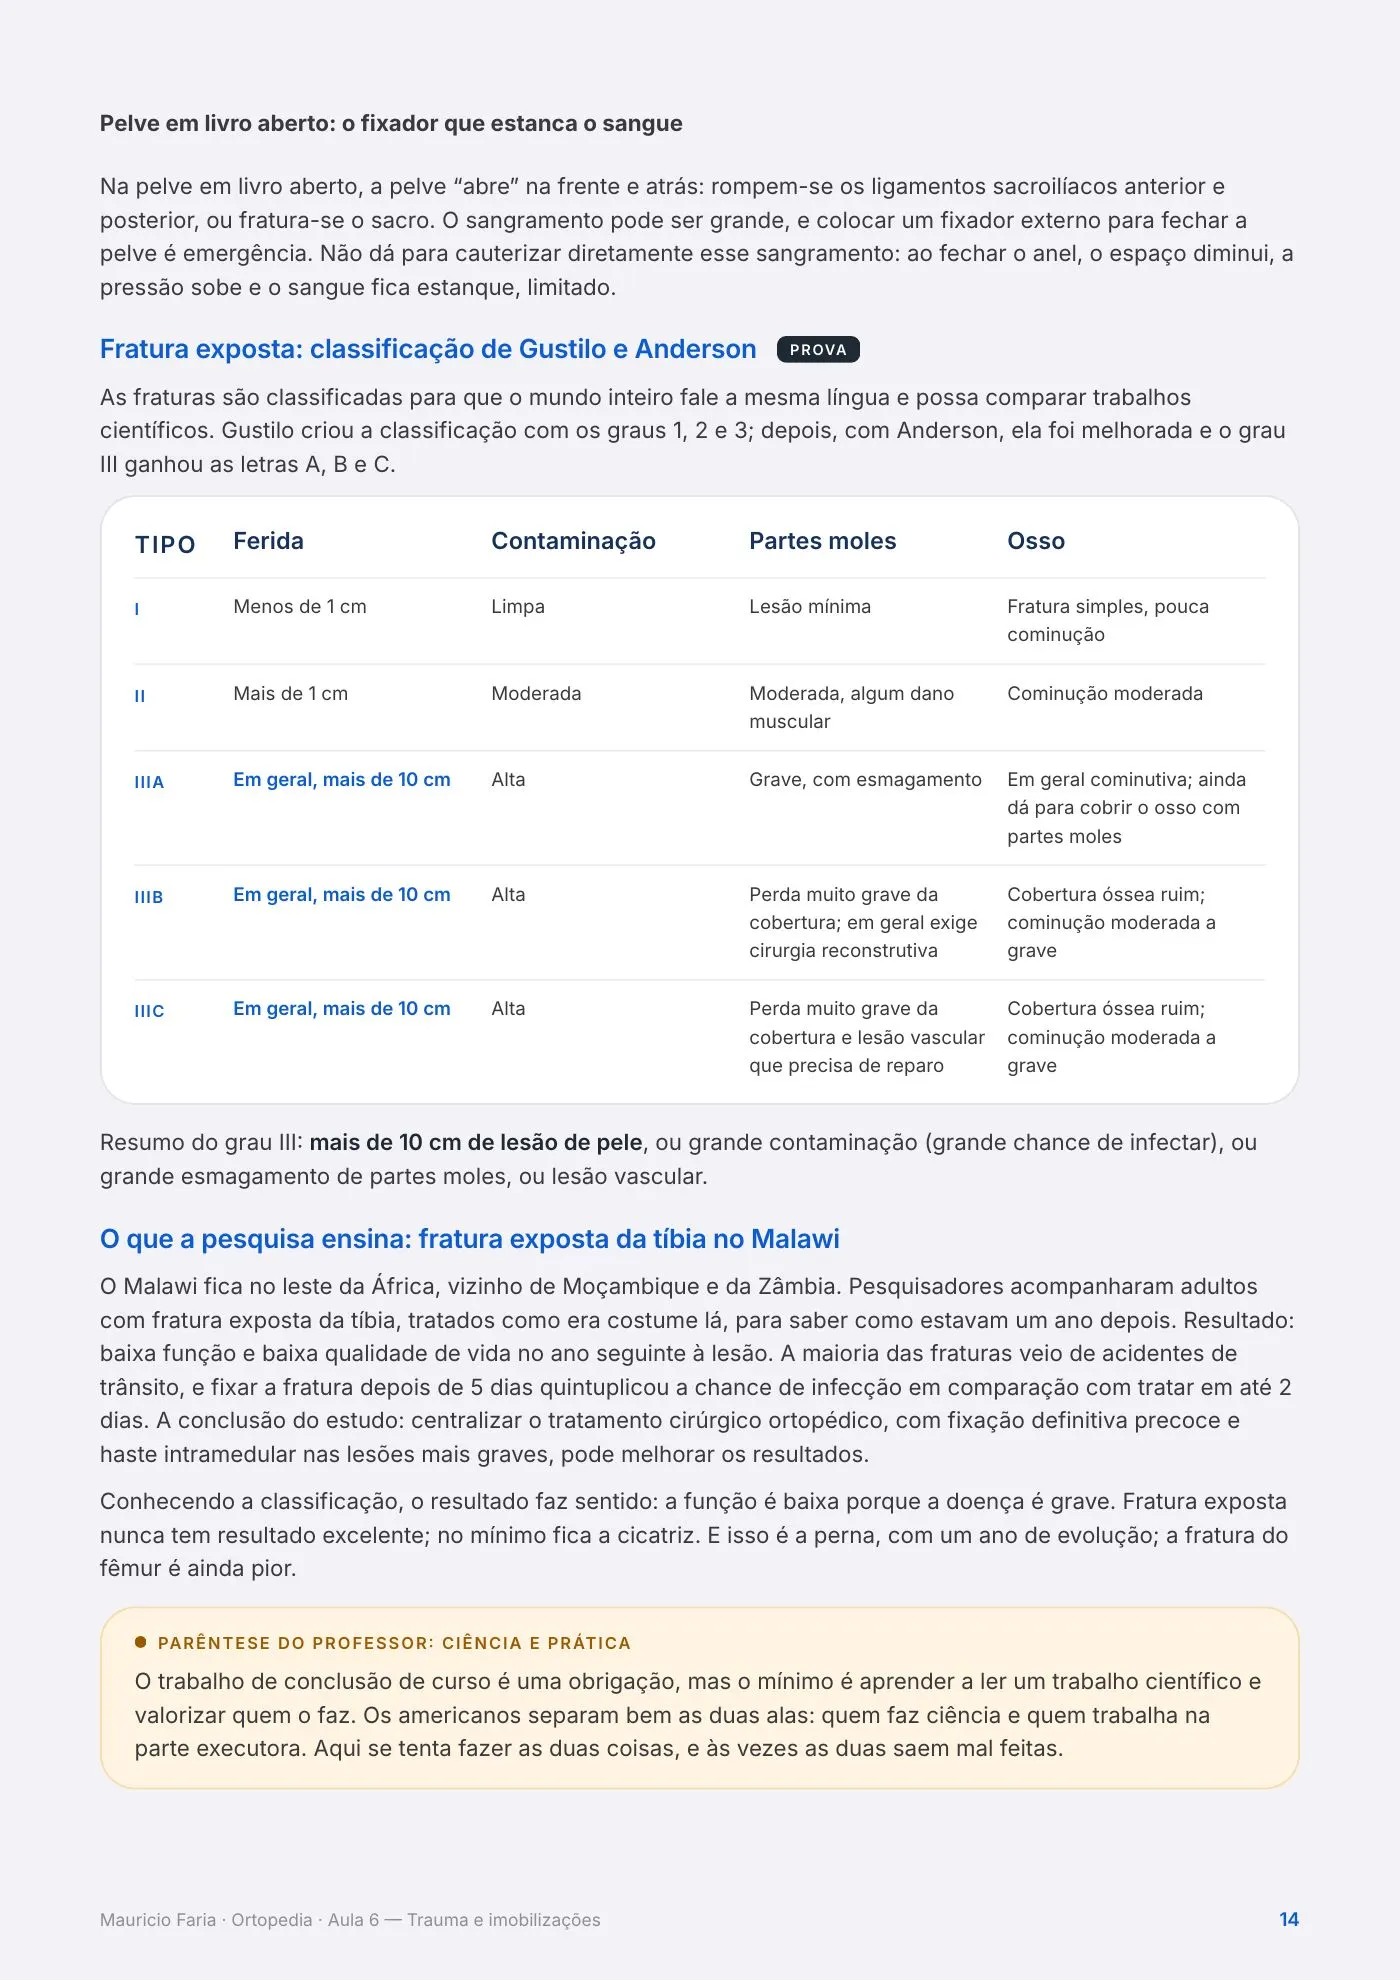 Pelve em livro aberto: o fixador que estanca o sangue
Na pelve em livro aberto, a pelve “abre” na frente e atrás: rompem-se os ligamentos sacroilíacos anterior e
posterior, ou fratura-se o sacro. O sangramento pode ser grande, e colocar um fixador externo para fechar a
pelve é emergência. Não dá para cauterizar diretamente esse sangramento: ao fechar o anel, o espaço diminui, a
pressão sobe e o sangue fica estanque, limitado.
Fratura exposta: classificação de Gustilo e Anderson PROVA
As fraturas são classificadas para que o mundo inteiro fale a mesma língua e possa comparar trabalhos
científicos. Gustilo criou a classificação com os graus 1, 2 e 3; depois, com Anderson, ela foi melhorada e o grau
III ganhou as letras A, B e C.
TIPO Ferida Contaminação Partes moles Osso
I Menos de 1 cm Limpa Lesão mínima Fratura simples, pouca
cominução
II Mais de 1 cm Moderada Moderada, algum dano Cominução moderada
muscular
IIIA Em geral, mais de 10 cm Alta Grave, com esmagamento Em geral cominutiva; ainda
dá para cobrir o osso com
partes moles
IIIB Em geral, mais de 10 cm Alta Perda muito grave da Cobertura óssea ruim;
cobertura; em geral exige cominução moderada a
cirurgia reconstrutiva grave
IIIC Em geral, mais de 10 cm Alta Perda muito grave da Cobertura óssea ruim;
cobertura e lesão vascular cominução moderada a
que precisa de reparo grave
Resumo do grau III: mais de 10 cm de lesão de pele, ou grande contaminação (grande chance de infectar), ou
grande esmagamento de partes moles, ou lesão vascular.
O que a pesquisa ensina: fratura exposta da tíbia no Malawi
O Malawi fica no leste da África, vizinho de Moçambique e da Zâmbia. Pesquisadores acompanharam adultos
com fratura exposta da tíbia, tratados como era costume lá, para saber como estavam um ano depois. Resultado:
baixa função e baixa qualidade de vida no ano seguinte à lesão. A maioria das fraturas veio de acidentes de
trânsito, e fixar a fratura depois de 5 dias quintuplicou a chance de infecção em comparação com tratar em até 2
dias. A conclusão do estudo: centralizar o tratamento cirúrgico ortopédico, com fixação definitiva precoce e
haste intramedular nas lesões mais graves, pode melhorar os resultados.
Conhecendo a classificação, o resultado faz sentido: a função é baixa porque a doença é grave. Fratura exposta
nunca tem resultado excelente; no mínimo fica a cicatriz. E isso é a perna, com um ano de evolução; a fratura do
fêmur é ainda pior.
PARÊNTESE DO PROFESSOR: CIÊNCIA E PRÁTICA
O trabalho de conclusão de curso é uma obrigação, mas o mínimo é aprender a ler um trabalho científico e
valorizar quem o faz. Os americanos separam bem as duas alas: quem faz ciência e quem trabalha na
parte executora. Aqui se tenta fazer as duas coisas, e às vezes as duas saem mal feitas.
Mauricio Faria · Ortopedia · Aula 6 — Trauma e imobilizações 14